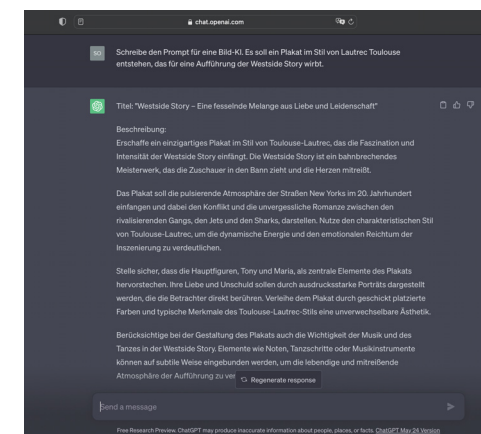 chat.openai.com
SO
Schreibe den Prompt für eine Bild-KI. Es soll ein Plakat im Stil von Lautrec Toulouse
entstehen, das für eine Aufführung der Westside Story wirbt.
Titel: "Westside Story – Eine fesselnde Melange aus Liebe und Leidenschaft"
Beschreibung:
Erschaffe ein einzigartiges Plakat im Stil von Toulouse-Lautrec, das die Faszination und
Intensität der Westside Story einfängt. Die Westside Story ist ein bahnbrechendes
Meisterwerk, das die Zuschauer in den Bann zieht und die Herzen mitreißt.
Das Plakat soll die pulsierende Atmosphäre der Straßen New Yorks im 20. Jahrhundert
einfangen und dabei den Konflikt und die unvergessliche Romanze zwischen den
rivalisierenden Gangs, den Jets und den Sharks, darstellen. Nutze den charakteristischen Stil
von Toulouse-Lautrec, um die dynamische Energie und den emotionalen Reichtum der
Inszenierung zu verdeutlichen.
Stelle sicher, dass die Hauptfiguren, Tony und Maria, als zentrale Elemente des Plakats
hervorstechen. Ihre Liebe und Unschuld sollen durch ausdrucksstarke Porträts dargestellt
werden, die die Betrachter direkt berühren. Verleihe dem Plakat durch geschickt platzierte
Farben und typische Merkmale des Toulouse-Lautrec-Stils eine unverwechselbare Ästhetik.
Berücksichtige bei der Gestaltung des Plakats auch die Wichtigkeit der Musik und des
Tanzes in der Westside Story. Elemente wie Noten, Tanzschritte oder Musikinstrumente
können auf subtile Weise eingebunden werden, um die lebendige und mitreißende
Atmosphäre der Aufführung zu ver
Regenerate response
Send a message
Free Research Preview. ChatGPT may produce inaccurate information about people, places, or facts. ChatGPT May 24 Version